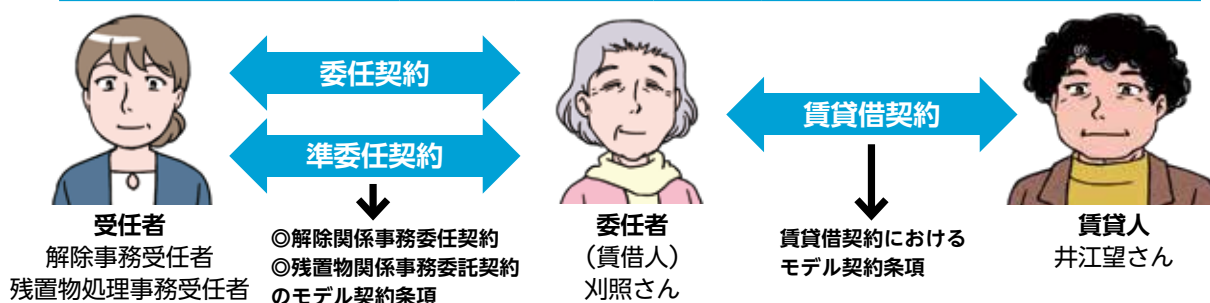 委任契約
準委任契約
賃貸借契約
受任者
解除事務受任者
残置物処理事務受任者
◎解除関係事務委任契約
◎残置物関係事務委託契約
のモデル契約条項
委任者
(賃借人)
刈照さん
賃貸借契約における
モデル契約条項
賃貸人
井江望さん